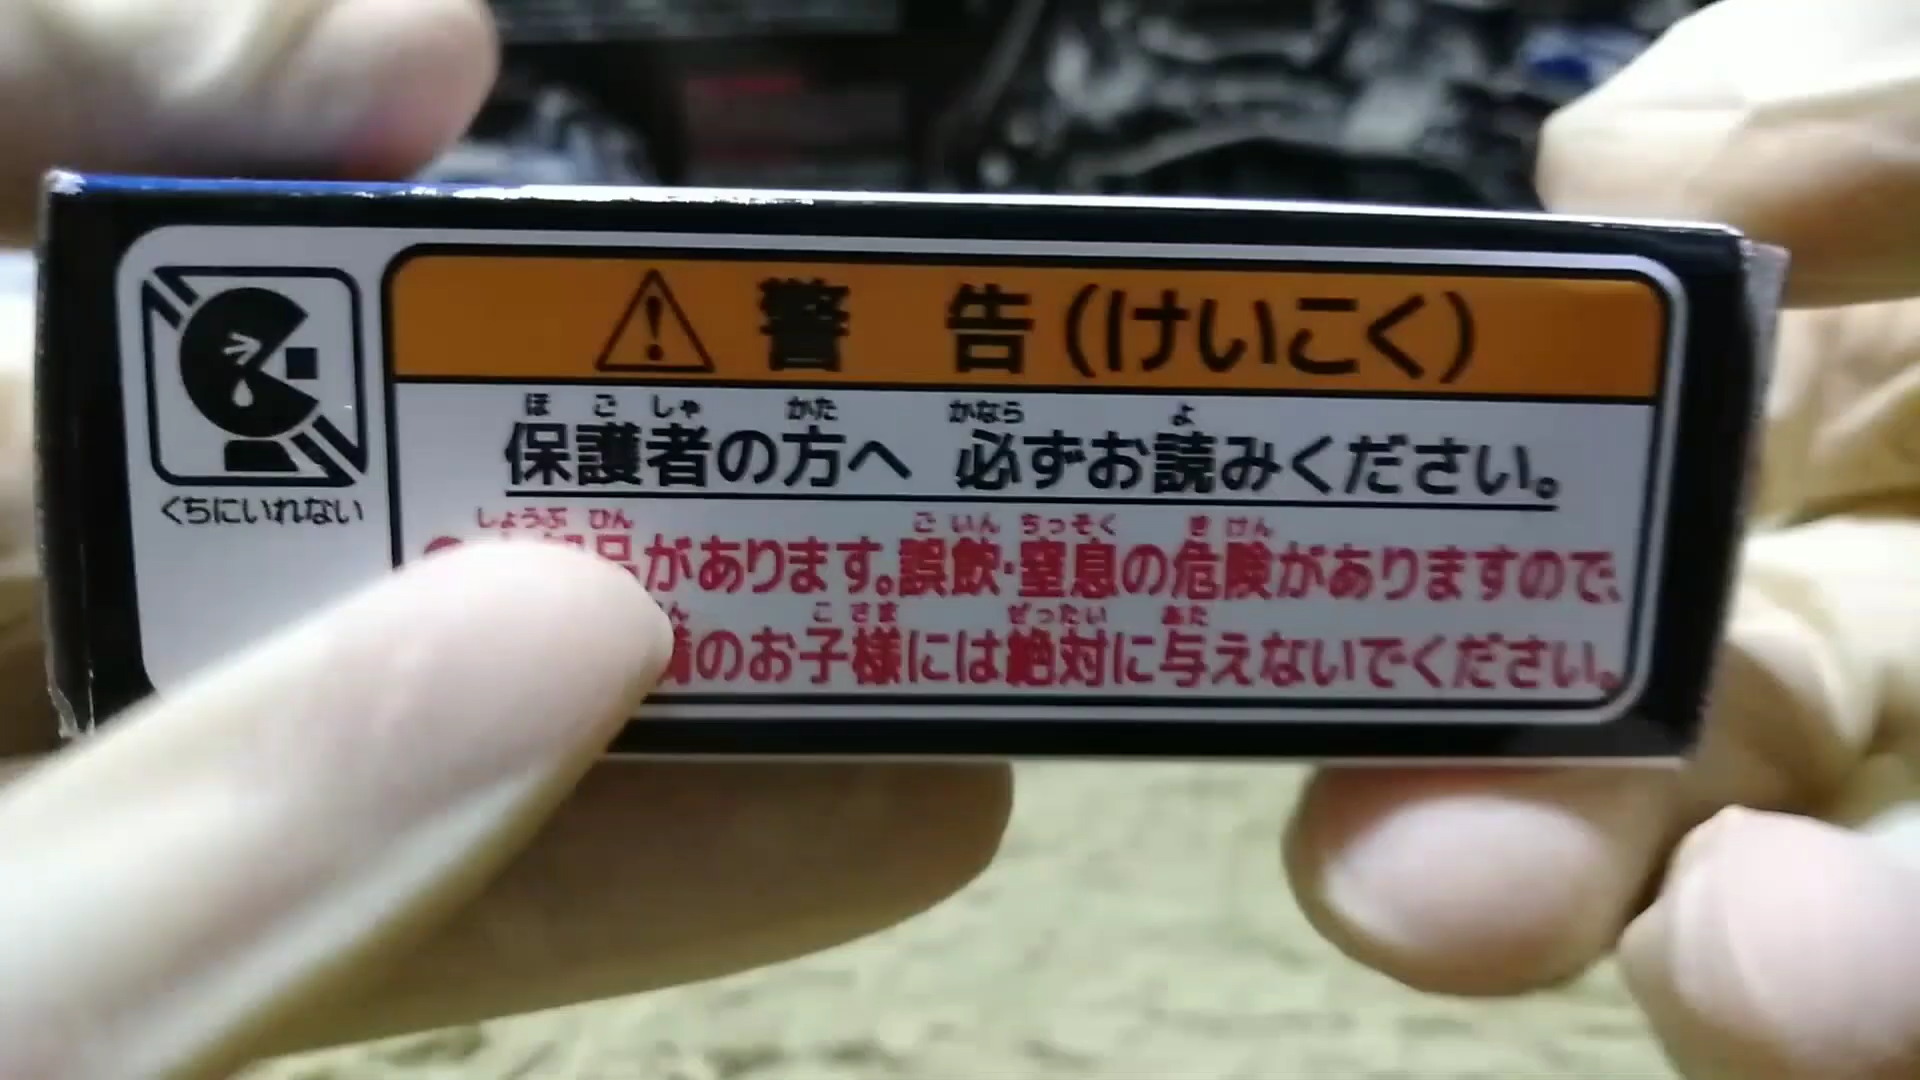 警 告(けいこく)
ほごしゃ かた かなら よ
保護者の方へ 必ずお読みください。
くちにいれない
しょうぶ ひん ご いん ちっそく き けん
品があります。誤飲・窒息の危険がありますので、
こ さま ぜったい あた
満のお子様には絶対に与えないでください。